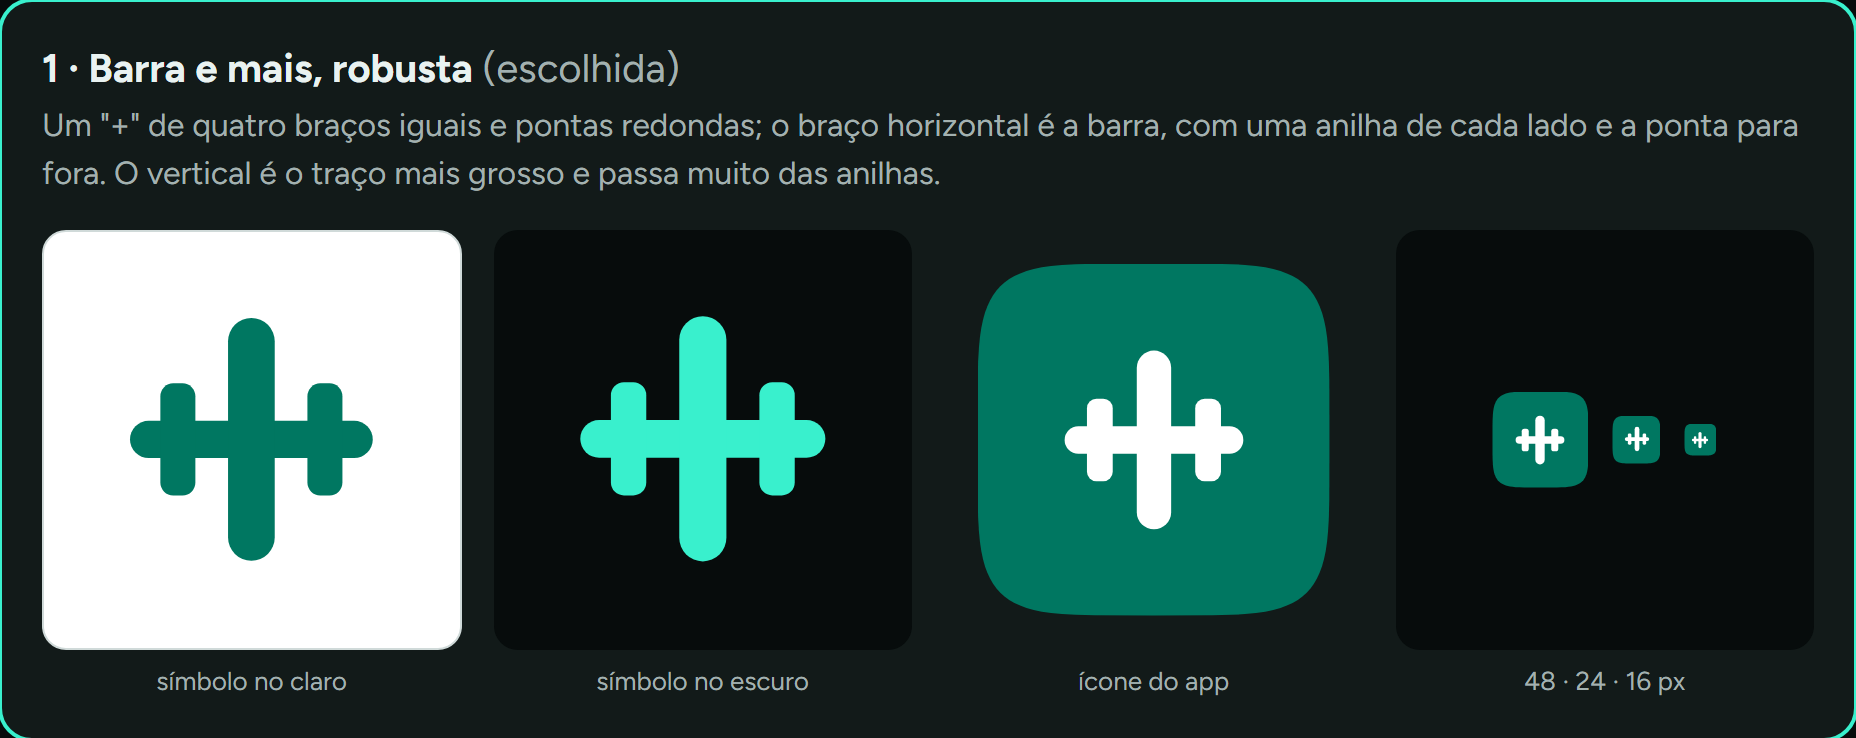 1 · Barra e mais, robusta (escolhida)
Um "+" de quatro braços iguais e pontas redondas; o braço horizontal é a barra, com uma anilha de cada lado e a ponta para
fora. O vertical é o traço mais grosso e passa muito das anilhas.
símbolo no claro
símbolo no escuro
ícone do app
48 · 24 · 16 px